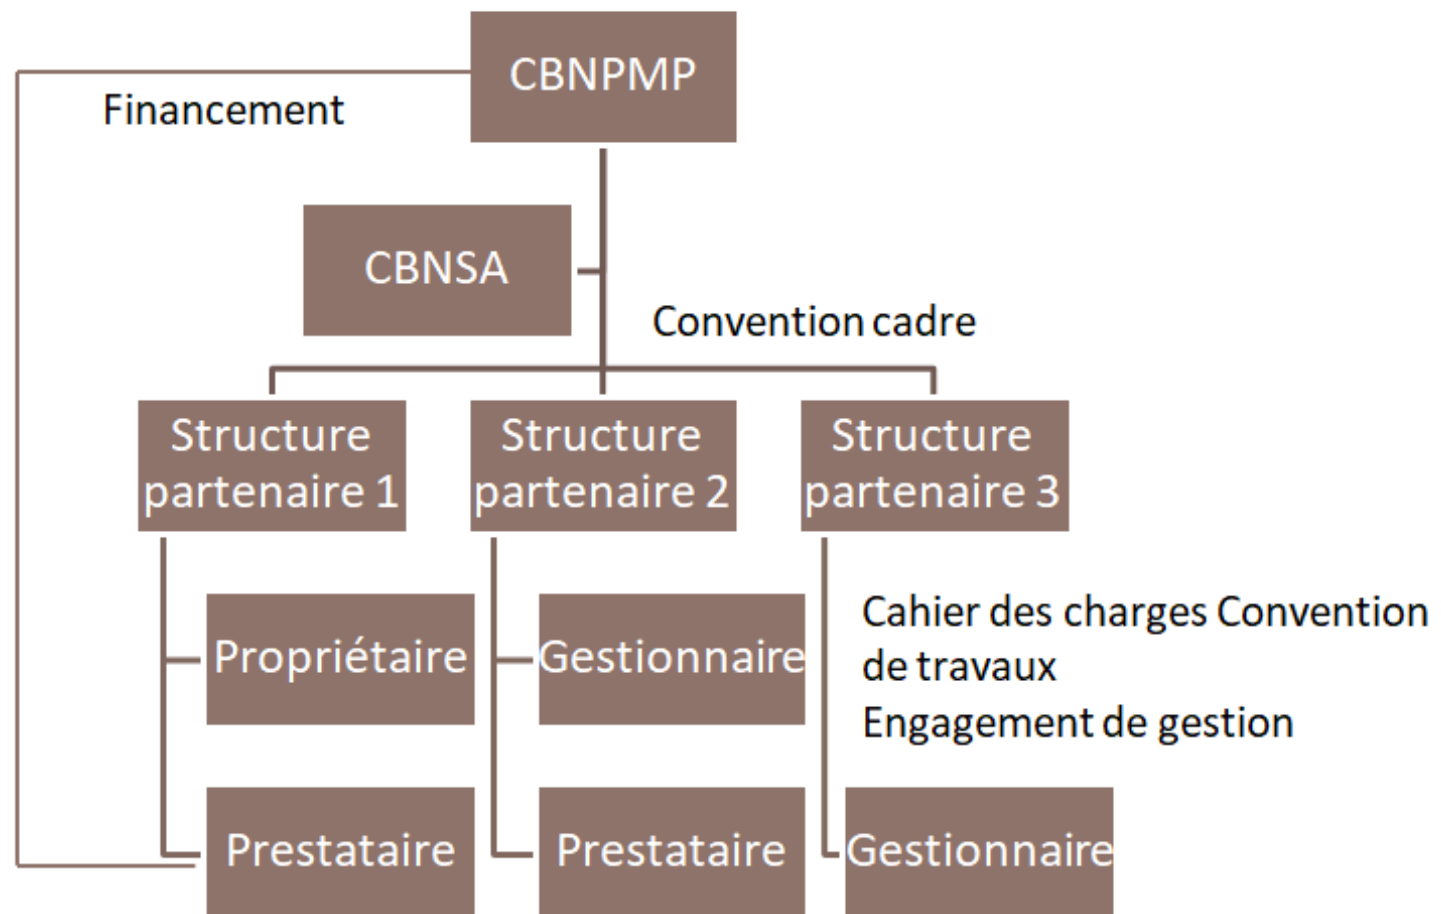 CBNPMP
Financement
CBNSA
Convention cadre
Structure
partenaire 1
Structure
partenaire 2
Structure
partenaire 3
Propriétaire
Gestionnaire
Cahier des charges Convention
de travaux
Engagement de gestion
Prestataire
Prestataire
Gestionnaire